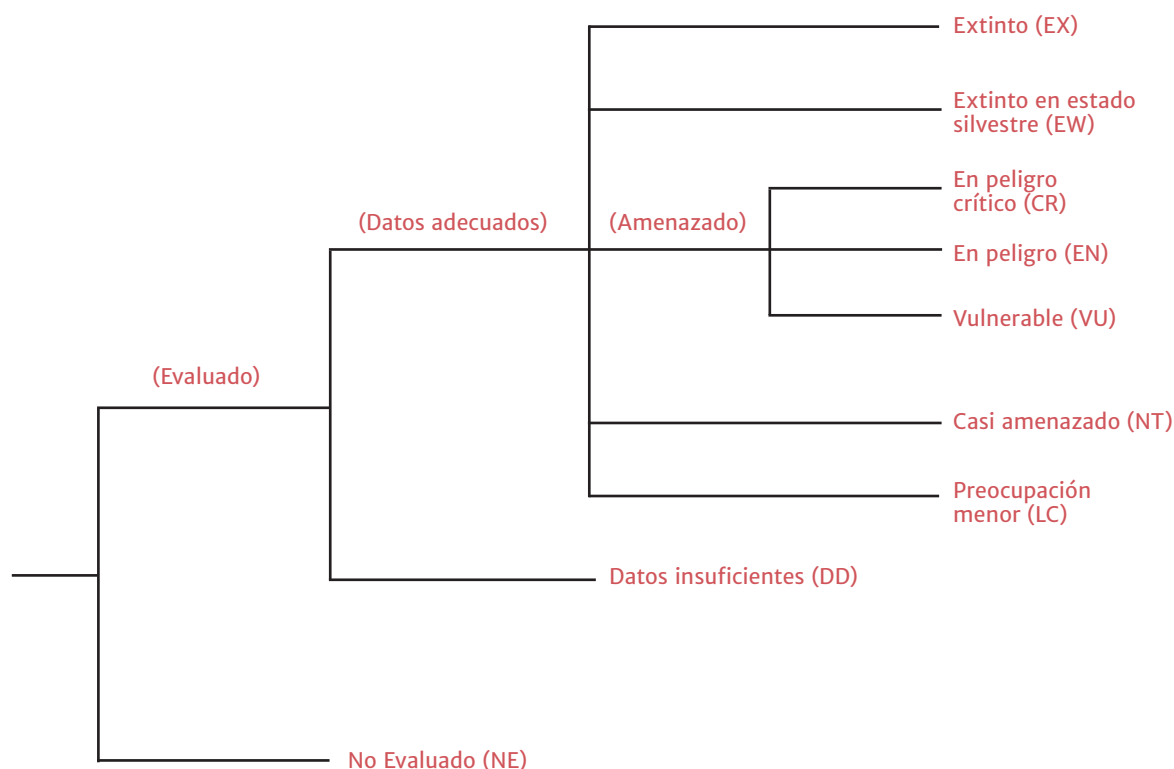 Extinto (EX)
Extinto en estado
silvestre (EW)
En peligro
crítico (CR)
(Datos adecuados)
(Amenazado)
En peligro (EN)
Vulnerable (VU)
(Evaluado)
Casi amenazado (NT)
Preocupación
menor (LC)
Datos insuficientes (DD)
No Evaluado (NE)